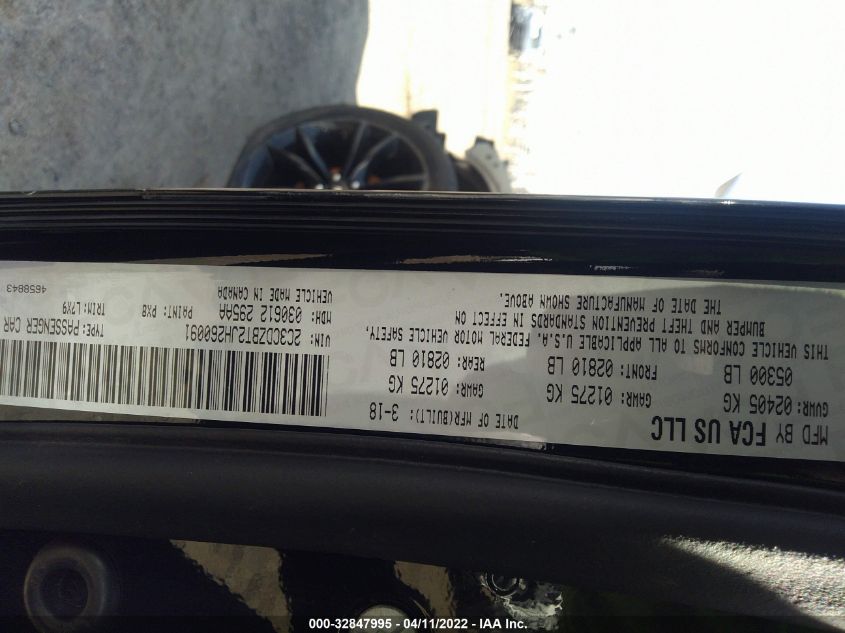 MFD BY FCA US LLC
DATE OF MFR(BUILT): 3-18
GVWR: 02405 KG
GAWR: 01275 KG
GAWR: 01275 KG
05300 LB
FRONT: 02810 LB
REAR: 02810 LB
THIS VEHICLE CONFORMS TO ALL APPLICABLE U.S.A. FEDERAL MOTOR VEHICLE SAFETY,
BUMPER AND THEFT PREVENTION STANDARDS IN EFFECT ON
THE DATE OF MANUFACTURE SHOWN ABOVE.
VIN: 2C3CDZBT2JH260091
TYPE: PASSENGER CAR
MDH: 030612 295AA
PAINT: PX8
TRIM: L7X9
VEHICLE MADE IN CANADA
4658843
000-32847995 - 04/11/2022 - IAA Inc.